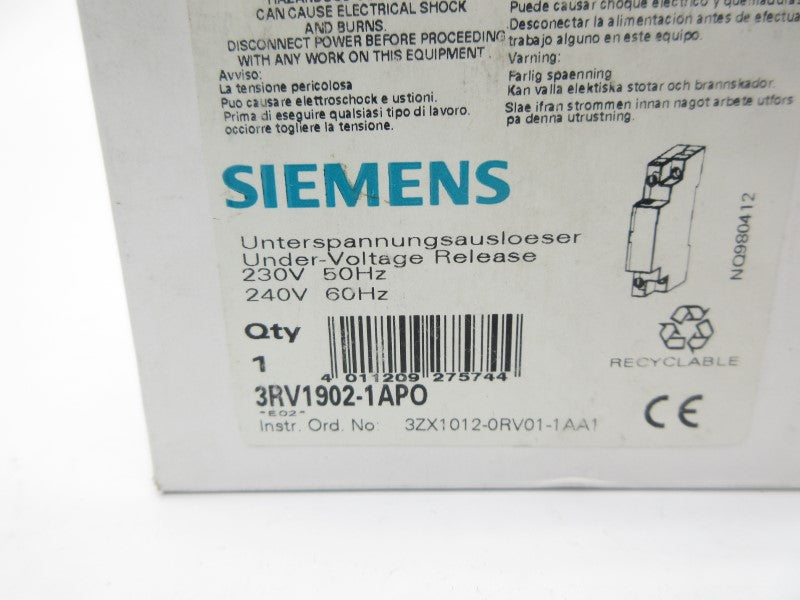 CAN CAUSE ELECTRICAL SHOCK
AND BURNS.
DISCONNECT POWER BEFORE PROCEEDING
WITH ANY WORK ON THIS EQUIPMENT.
Avviso:
La tensione pericolosa
Puo causare elettroschock e ustioni.
Prima di eseguire qualsiasi tipo di lavoro.
occiorre togliere la tensione.
Puede causar choque electrico y quemaduras
Desconectar la alimentacion antes de efectua
trabajo alguno en este equipo.
Varning:
Farlig spaenning
Kan valla elektiska stotar och brannskador.
Slae ifran strommen innan nagot arbete utfors
pa denna utrustning.
SIEMENS
Unterspannungsausloeser
Under-Voltage Release
230V 50Hz
240V 60Hz
NQ980412
Qty
1
4 011209 275744
RECYCLABLE
3RV1902-1AP0
"E02"
Instr. Ord. No: 3ZX1012-0RV01-1AA1
CE